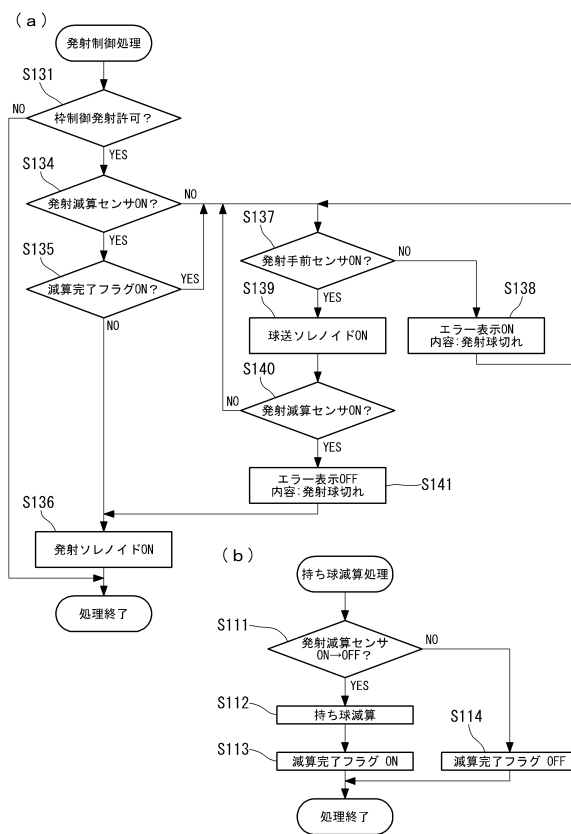 (a)
発射制御処理
S131
枠制御発射許可?
NO
YES
S134
発射減算センサON?
NO
YES
S135
減算完了フラグON?
YES
NO
S137
発射手前センサON?
NO
YES
S138
エラー表示ON
内容:発射球切れ
S139
球送ソレノイドON
S140
発射減算センサON?
NO
YES
エラー表示OFF
内容:発射球切れ
S141
S136
発射ソレノイドON
処理終了
(b)
持ち球減算処理
S111
発射減算センサ
ON→OFF?
NO
YES
S112
持ち球減算
S113
減算完了フラグ ON
S114
減算完了フラグ OFF
処理終了